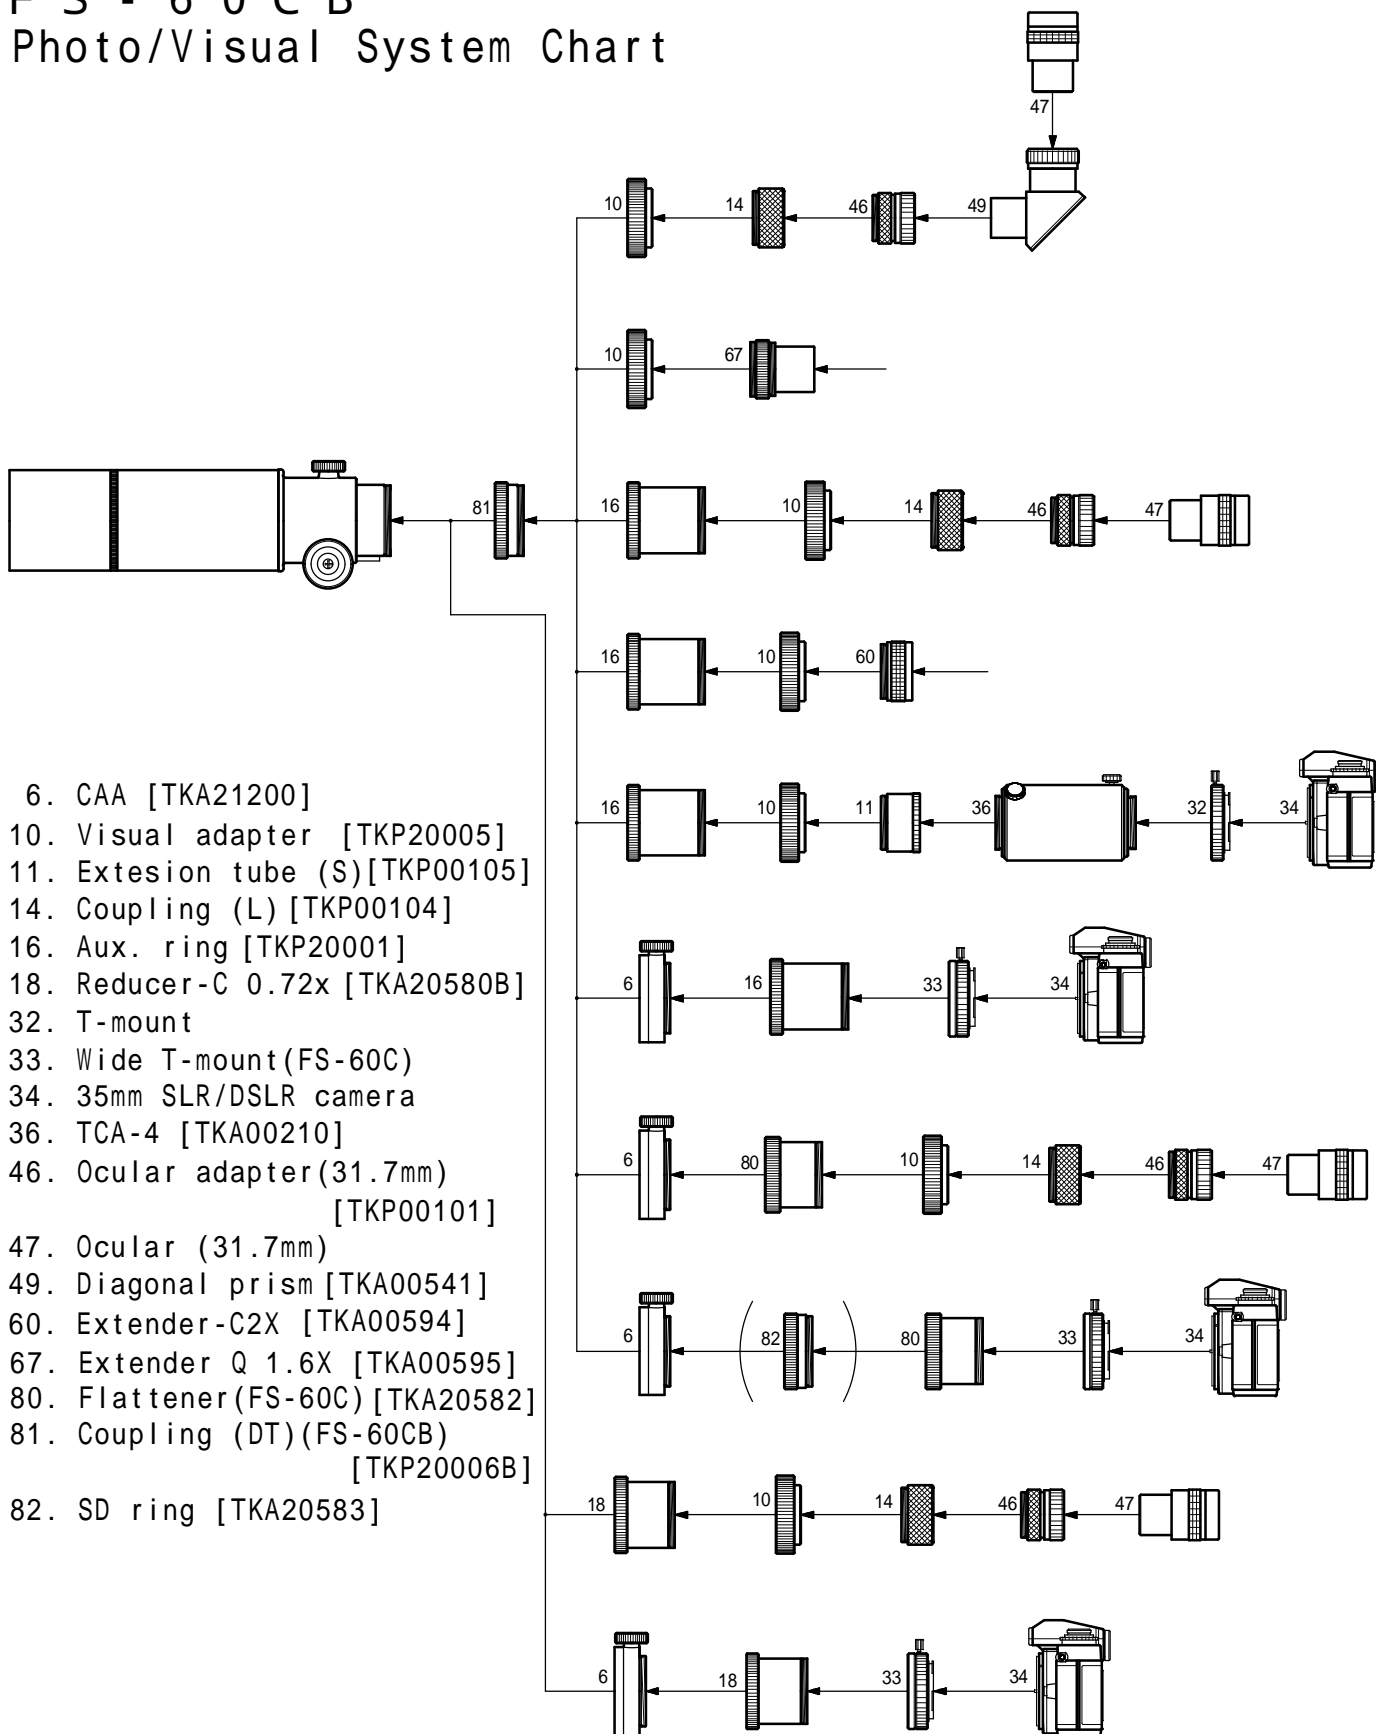 FS-60CB
Photo/Visual System Chart
47
10 14 46 49
10 67
81 16 10 14 46 47
16 10 60
16 10 11 36 32 34
6 16 33 34
6 80 10 14 46 47
6 82 80 33 34
18 10 14 46 47
6 18 33 34
6. CAA [TKA21200]
10. Visual adapter [TKP20005]
11. Extesion tube (S)[TKP00105]
14. Coupling (L)[TKP00104]
16. Aux. ring [TKP20001]
18. Reducer-C 0.72x [TKA20580B]
32. T-mount
33. Wide T-mount(FS-60C)
34. 35mm SLR/DSLR camera
36. TCA-4 [TKA00210]
46. Ocular adapter(31.7mm)
[TKP00101]
47. Ocular (31.7mm)
49. Diagonal prism [TKA00541]
60. Extender-C2X [TKA00594]
67. Extender Q 1.6X [TKA00595]
80. Flattener(FS-60C)[TKA20582]
81. Coupling (DT)(FS-60CB)
[TKP20006B]
82. SD ring [TKA20583]